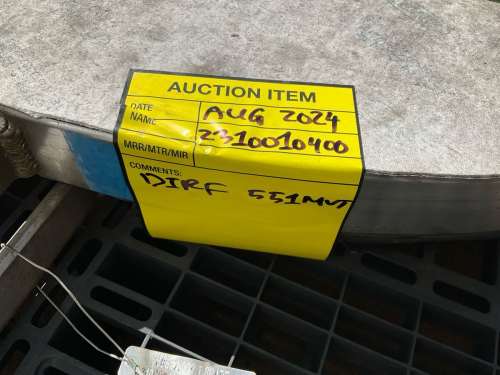 AUCTION ITEM
DATE AUG 2024
NAME
MRR/MTR/MIR 2310010400
COMMENTS:
DIRF 551MVT